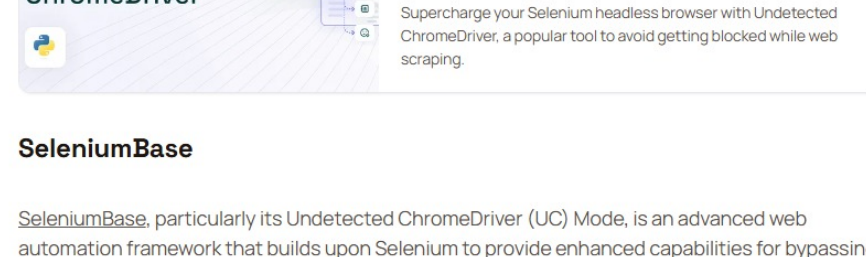 ChromeDriver
Supercharge your Selenium headless browser with Undetected
ChromeDriver, a popular tool to avoid getting blocked while web
scraping.
SeleniumBase
SeleniumBase, particularly its Undetected ChromeDriver (UC) Mode, is an advanced web
automation framework that builds upon Selenium to provide enhanced capabilities for bypassin